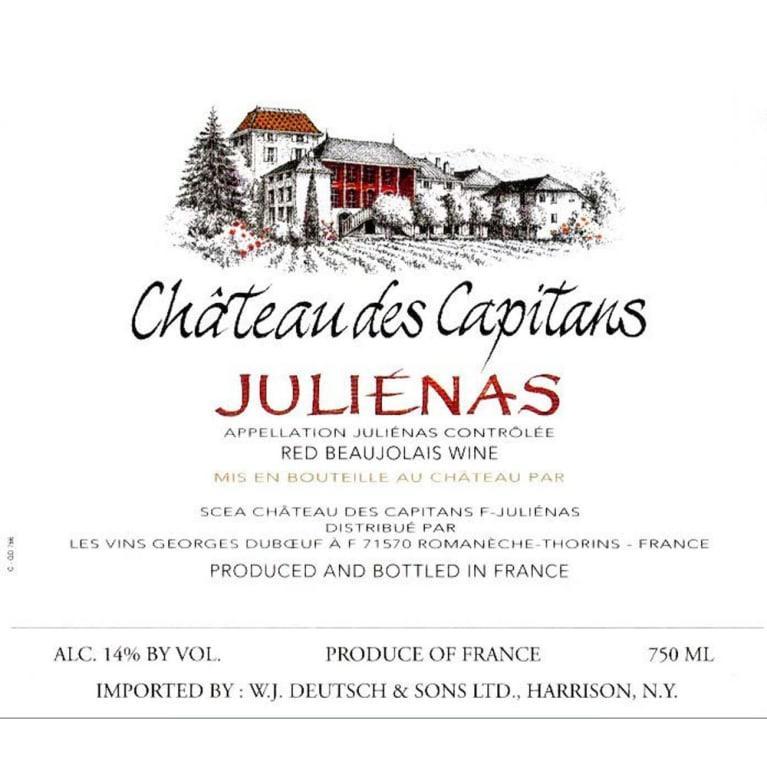 Château des Capitans
JULIÉNAS
APPELLATION JULIÉNAS CONTRÔLÉE
RED BEAUJOLAIS WINE
MIS EN BOUTEILLE AU CHÂTEAU PAR
SCEA CHÂTEAU DES CAPITANS F-JULIÉNAS
DISTRIBUÉ PAR
LES VINS GEORGES DUBŒUF À F 71570 ROMANÈCHE-THORINS - FRANCE
PRODUCED AND BOTTLED IN FRANCE
ALC. 14% BY VOL. PRODUCE OF FRANCE 750 ML
IMPORTED BY : W.J. DEUTSCH & SONS LTD., HARRISON, N.Y.